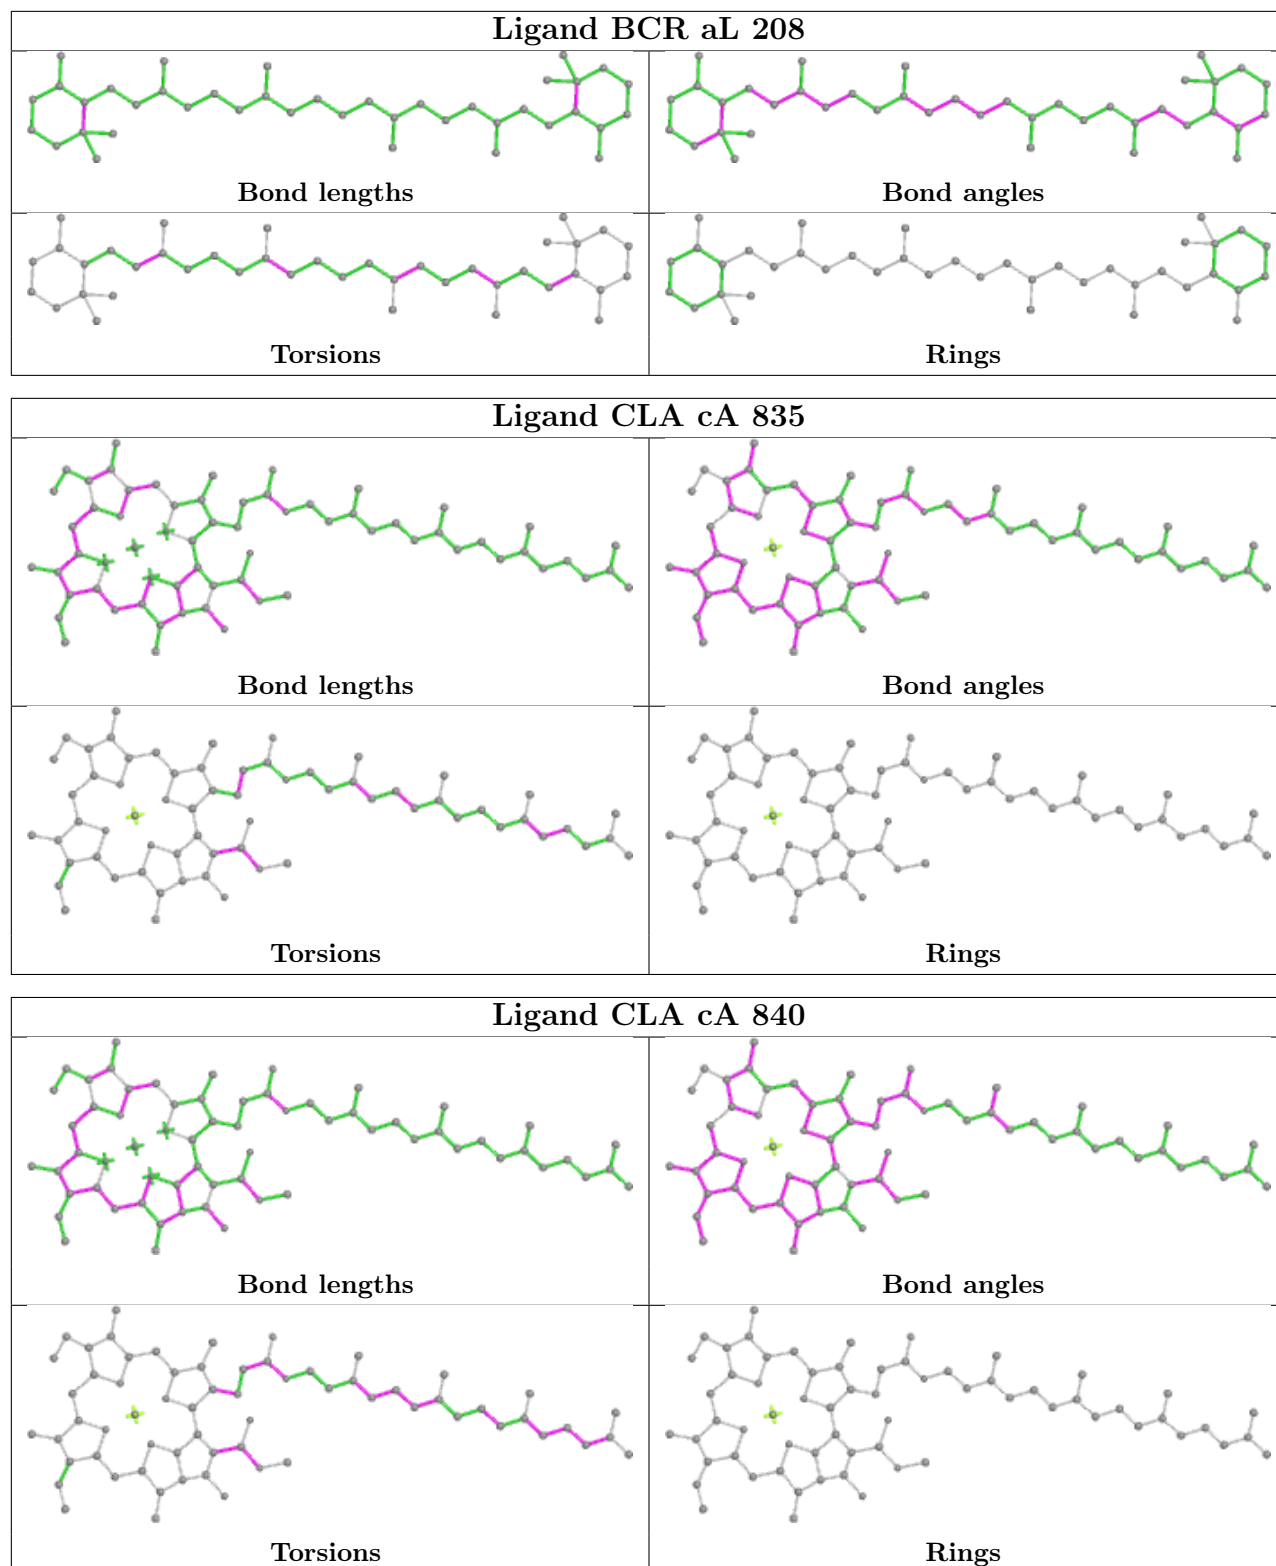 Ligand BCR aL 208
Bond lengths
Bond angles
Torsions
Rings
Ligand CLA cA 835
Bond lengths
Bond angles
Torsions
Rings
Ligand CLA cA 840
Bond lengths
Bond angles
Torsions
Rings